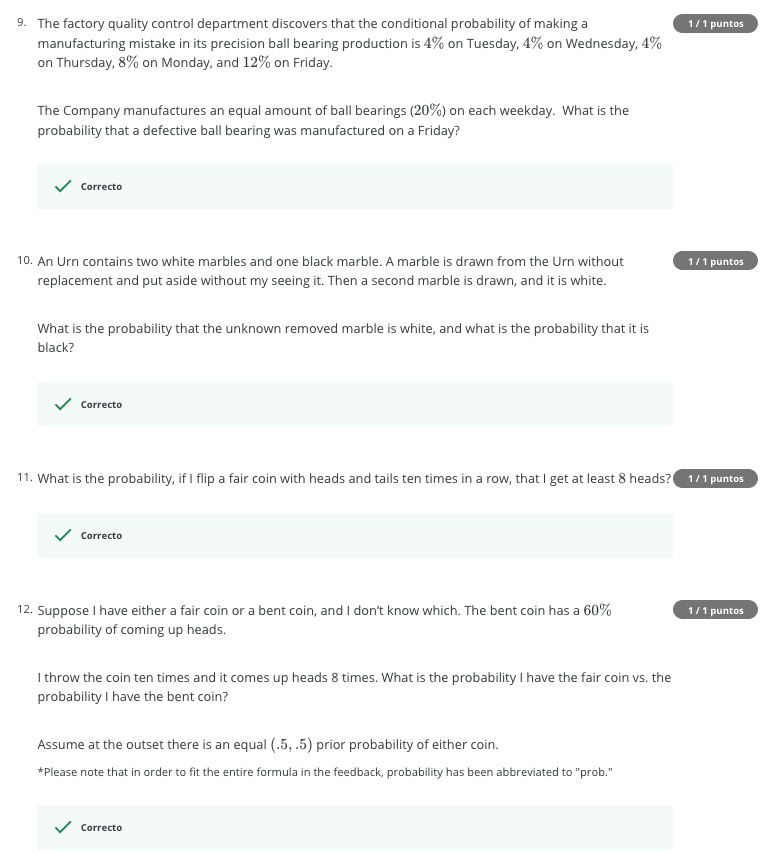 9. The factory quality control department discovers that the conditional probability of making a
1 / 1 puntos
manufacturing mistake in its precision ball bearing production is 4% on Tuesday, 4% on Wednesday, 4%
on Thursday, 8% on Monday, and 12% on Friday.
The Company manufactures an equal amount of ball bearings (20%) on each weekday.  What is the
probability that a defective ball bearing was manufactured on a Friday?
Correcto
10. An Urn contains two white marbles and one black marble. A marble is drawn from the Urn without
1 / 1 puntos
replacement and put aside without my seeing it. Then a second marble is drawn, and it is white.
What is the probability that the unknown removed marble is white, and what is the probability that it is
black?
Correcto
11. What is the probability, if I flip a fair coin with heads and tails ten times in a row, that I get at least 8 heads?
1 / 1 puntos
Correcto
12. Suppose I have either a fair coin or a bent coin, and I don’t know which. The bent coin has a 60%
1 / 1 puntos
probability of coming up heads.
I throw the coin ten times and it comes up heads 8 times. What is the probability I have the fair coin vs. the
probability I have the bent coin?
Assume at the outset there is an equal (.5, .5) prior probability of either coin.
*Please note that in order to fit the entire formula in the feedback, probability has been abbreviated to "prob."
Correcto